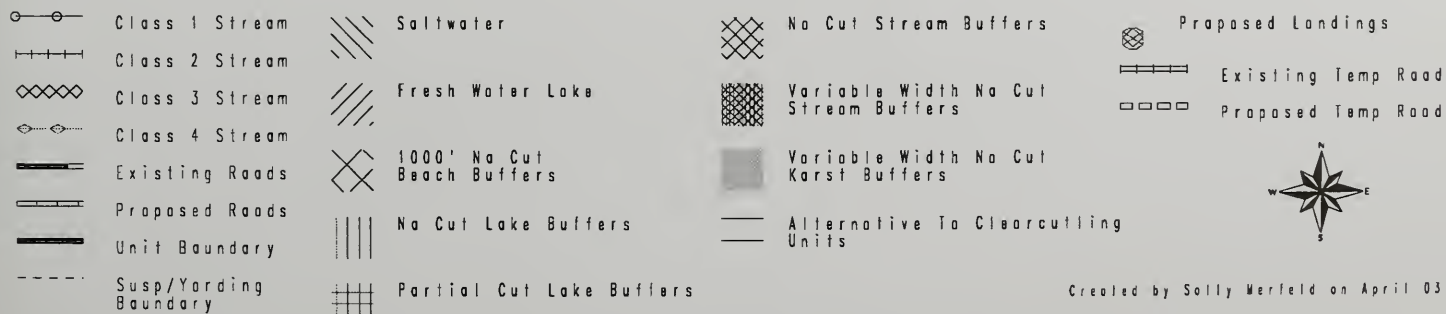 Class 1 Stream
Class 2 Stream
Class 3 Stream
Class 4 Stream
Existing Roads
Proposed Roads
Unit Boundary
Susp/Yarding
Boundary
Saltwater
Fresh Water Lake
1000' No Cut
Beach Buffers
No Cut Lake Buffers
Partial Cut Lake Buffers
No Cut Stream Buffers
Variable Width No Cut
Stream Buffers
Variable Width No Cut
Karst Buffers
Alternative To Clearcutting
Units
Proposed Landings
Existing Temp Road
Proposed Temp Road
N
W E
S
Created by Sally Merfeld on April 03